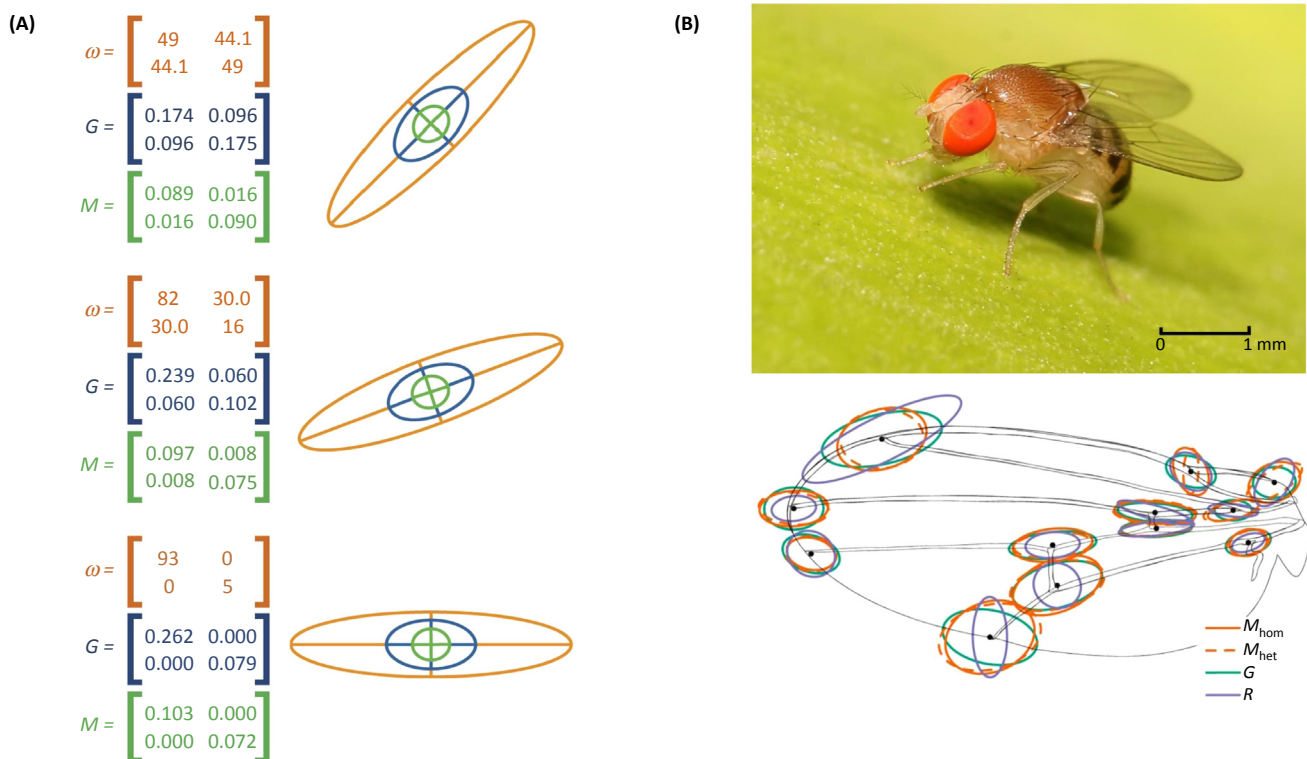 (A)
ω =
49 44.1
44.1 49
G =
0.174 0.096
0.096 0.175
M =
0.089 0.016
0.016 0.090
ω =
82 30.0
30.0 16
G =
0.239 0.060
0.060 0.102
M =
0.097 0.008
0.008 0.075
ω =
93 0
0 5
G =
0.262 0.000
0.000 0.079
M =
0.103 0.000
0.000 0.072
(B)
0 1 mm
Mhom
Mhet
G
R